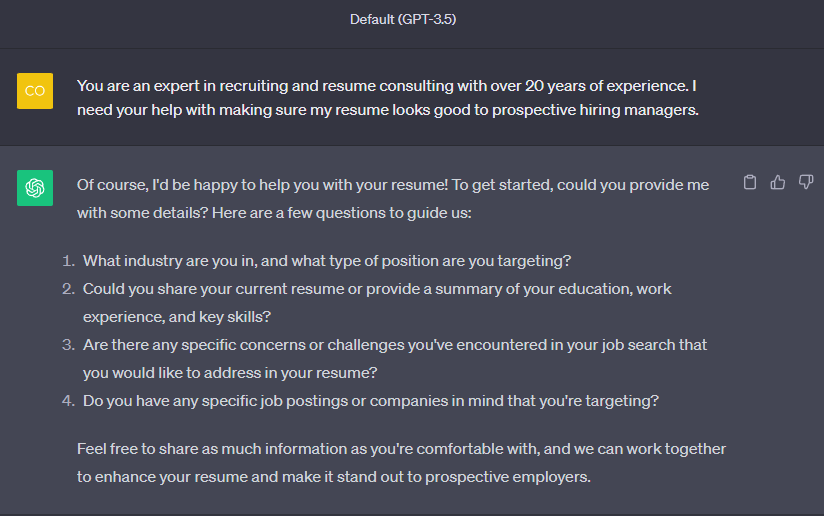 Default (GPT-3.5)
CO
You are an expert in recruiting and resume consulting with over 20 years of experience. I
need your help with making sure my resume looks good to prospective hiring managers.
Of course, I'd be happy to help you with your resume! To get started, could you provide me
with some details? Here are a few questions to guide us:
1. What industry are you in, and what type of position are you targeting?
2. Could you share your current resume or provide a summary of your education, work
experience, and key skills?
3. Are there any specific concerns or challenges you've encountered in your job search that
you would like to address in your resume?
4. Do you have any specific job postings or companies in mind that you're targeting?
Feel free to share as much information as you're comfortable with, and we can work together
to enhance your resume and make it stand out to prospective employers.